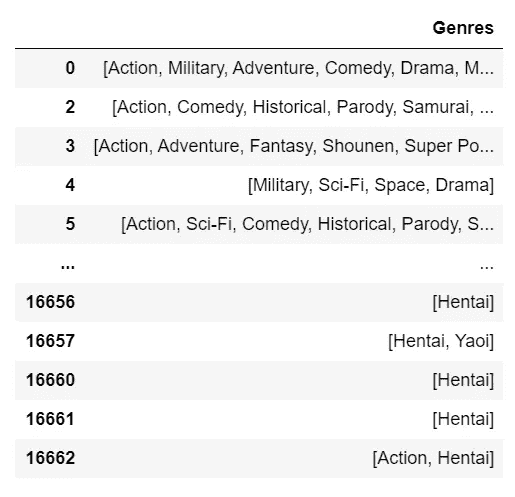 Genres
0 [Action, Military, Adventure, Comedy, Drama, M...
2 [Action, Comedy, Historical, Parody, Samurai, ...
3 [Action, Adventure, Fantasy, Shounen, Super Po...
4 [Military, Sci-Fi, Space, Drama]
5 [Action, Sci-Fi, Comedy, Historical, Parody, S...
... ...
16656 [Hentai]
16657 [Hentai, Yaoi]
16660 [Hentai]
16661 [Hentai]
16662 [Action, Hentai]